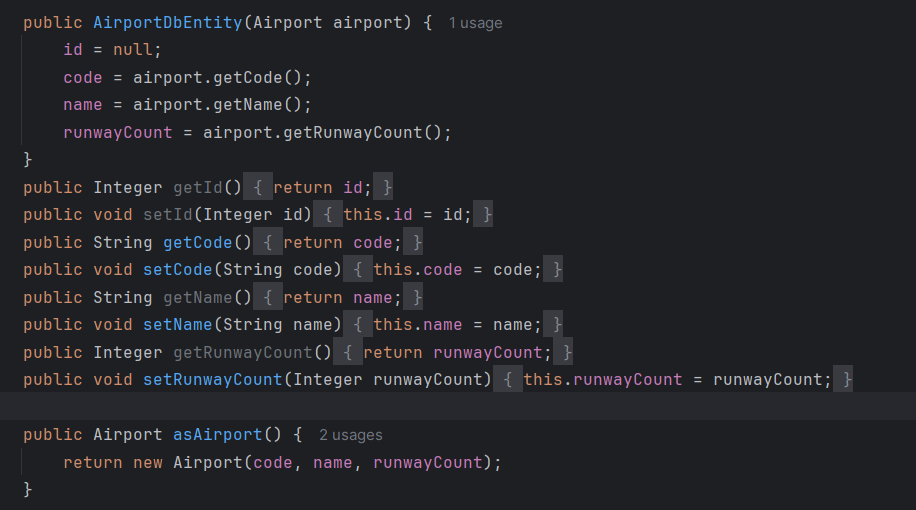 public AirportDbEntity(Airport airport) { 1 usage
    id = null;
    code = airport.getCode();
    name = airport.getName();
    runwayCount = airport.getRunwayCount();
}
public Integer getId() { return id; }
public void setId(Integer id) { this.id = id; }
public String getCode() { return code; }
public void setCode(String code) { this.code = code; }
public String getName() { return name; }
public void setName(String name) { this.name = name; }
public Integer getRunwayCount() { return runwayCount; }
public void setRunwayCount(Integer runwayCount) { this.runwayCount = runwayCount; }
public Airport asAirport() { 2 usages
    return new Airport(code, name, runwayCount);
}